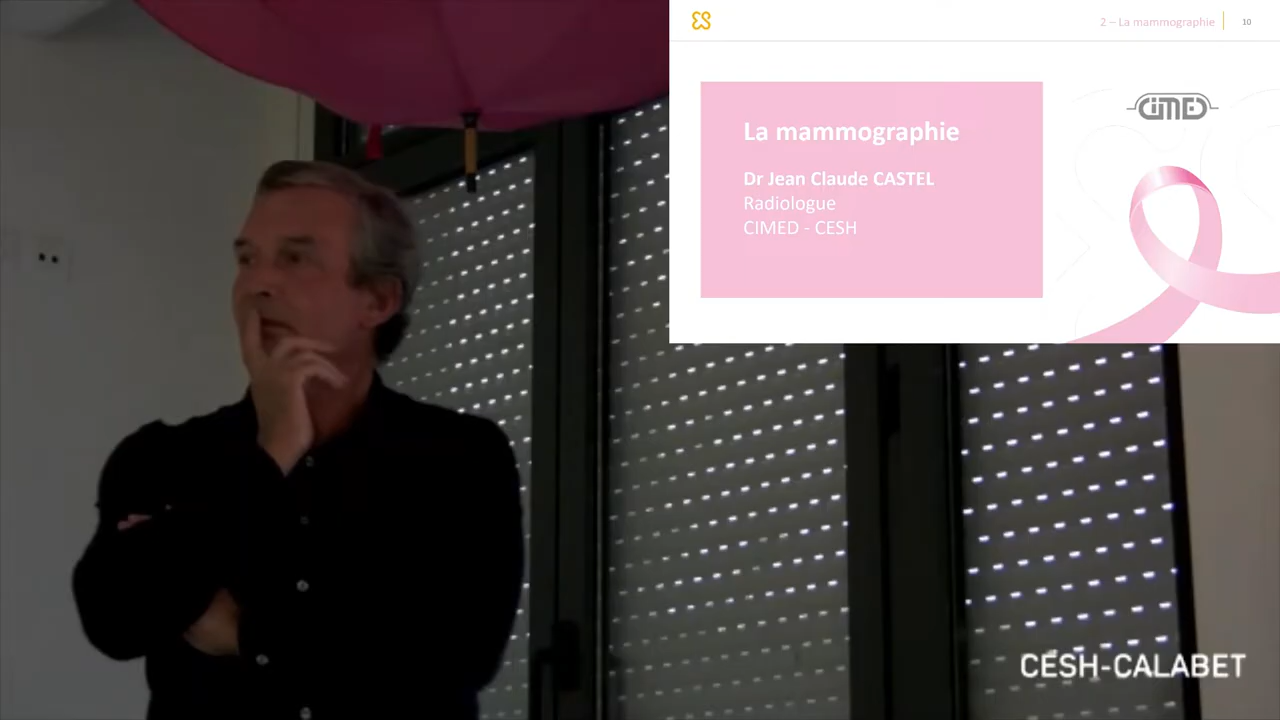 2 – La mammographie
10
CIMED
La mammographie
Dr Jean Claude CASTEL
Radiologue
CIMED - CESH
CESH-CALABET